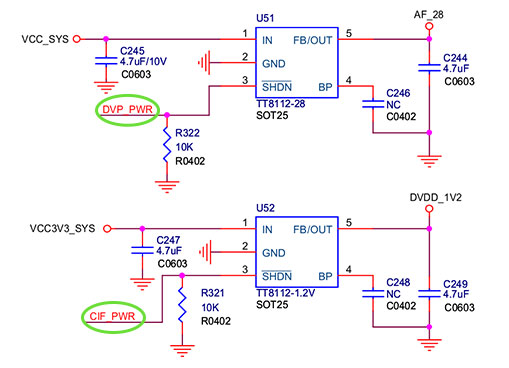 U51
AF_28
VCC_SYS
1 IN FB/OUT 5
C245
4.7uF/10V
C0603
2 GND
C244
4.7uF
C0603
3 SHDN BP 4
C246
NC
C0402
TT8112-28
SOT25
DVP_PWR
R322
10K
R0402
U52
DVDD_1V2
VCC3V3_SYS
1 IN FB/OUT 5
C247
4.7uF
C0603
2 GND
3 SHDN BP 4
C248
NC
C0402
C249
4.7uF
C0603
TT8112-1.2V
SOT25
R321
10K
R0402
CIF_PWR